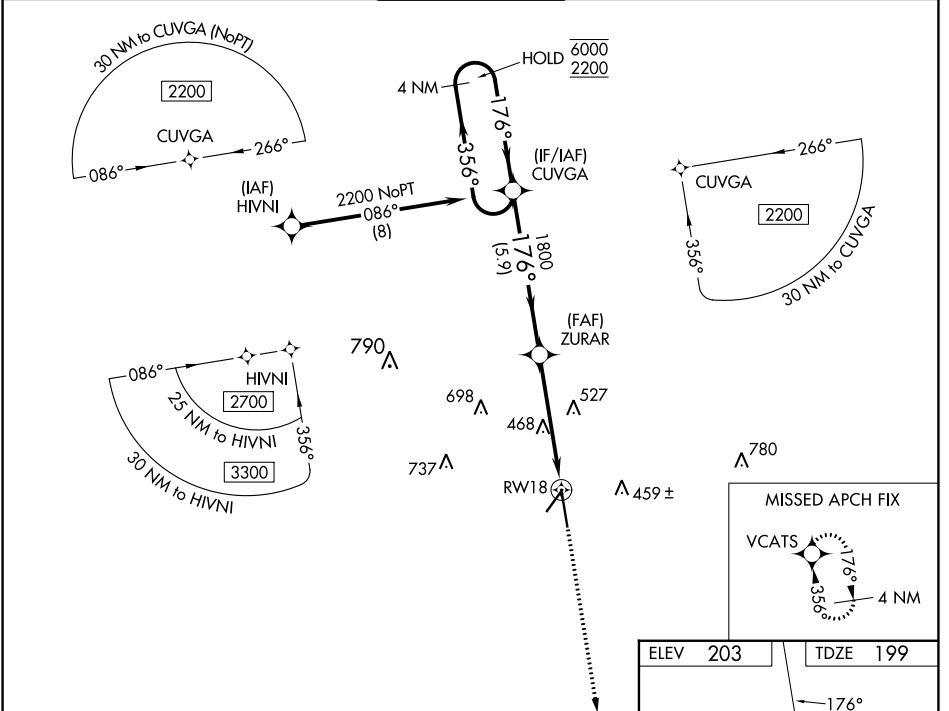 30 NM to CUVGA (NoPT)
2200
CUVGA
086°
266°
HOLD 6000
2200
4 NM
176°
356°
(IF/IAF)
CUVGA
(IAF)
HIVNI
2200 NoPT
086°
(8)
266°
CUVGA
2200
356°
30 NM to CUVGA
1800
176°
(5.9)
(FAF)
ZURAR
790
086°
HIVNI
2700
25 NM to HIVNI
356°
3300
30 NM to HIVNI
698
527
468
737
780
RW18
459 ±
MISSED APCH FIX
VCATS
176°
356°
4 NM
ELEV 203
TDZE 199
176°